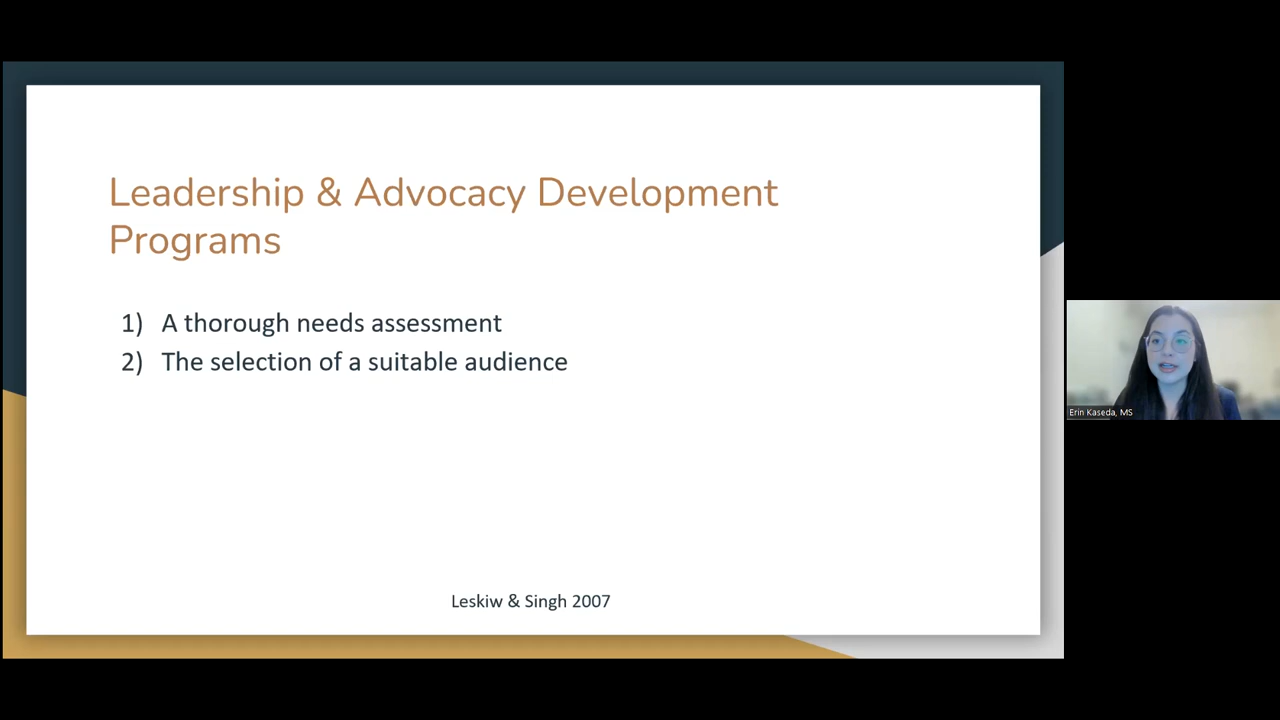 Leadership & Advocacy Development
Programs
1) A thorough needs assessment
2) The selection of a suitable audience
Leskiw & Singh 2007
Erin Kaseda, MS